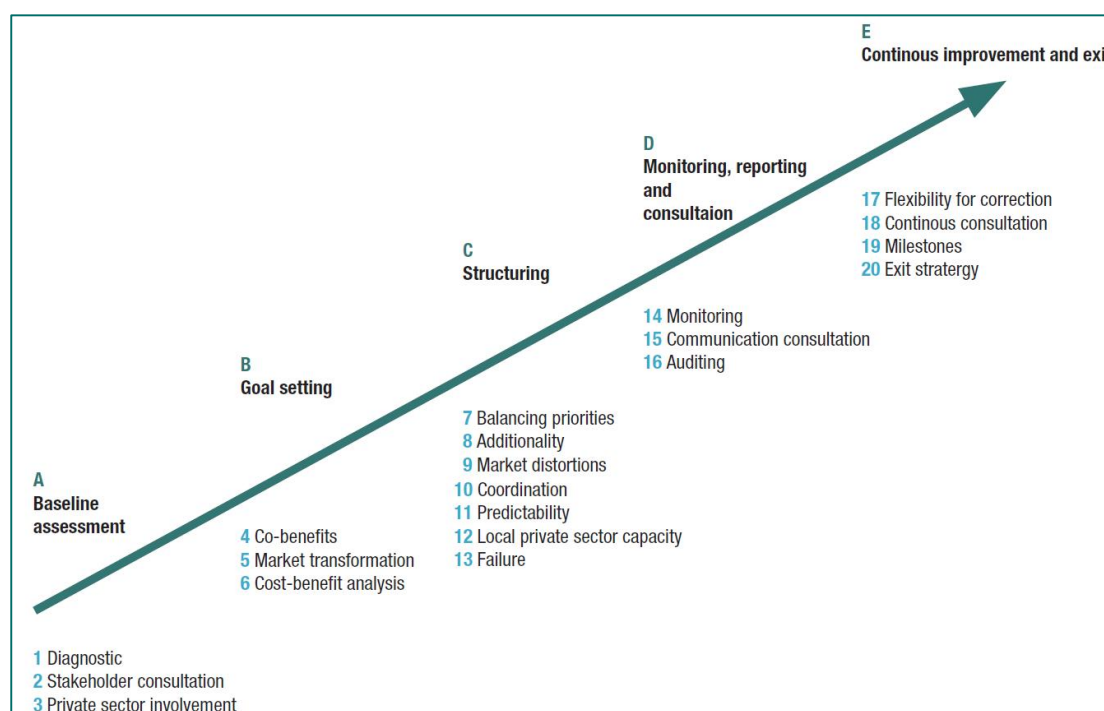 A
Baseline
assessment
1 Diagnostic
2 Stakeholder consultation
3 Private sector involvement
B
Goal setting
4 Co-benefits
5 Market transformation
6 Cost-benefit analysis
C
Structuring
7 Balancing priorities
8 Additionality
9 Market distortions
10 Coordination
11 Predictability
12 Local private sector capacity
13 Failure
D
Monitoring, reporting
and
consultaion
14 Monitoring
15 Communication consultation
16 Auditing
E
Continous improvement and exi
17 Flexibility for correction
18 Continous consultation
19 Milestones
20 Exit stratergy